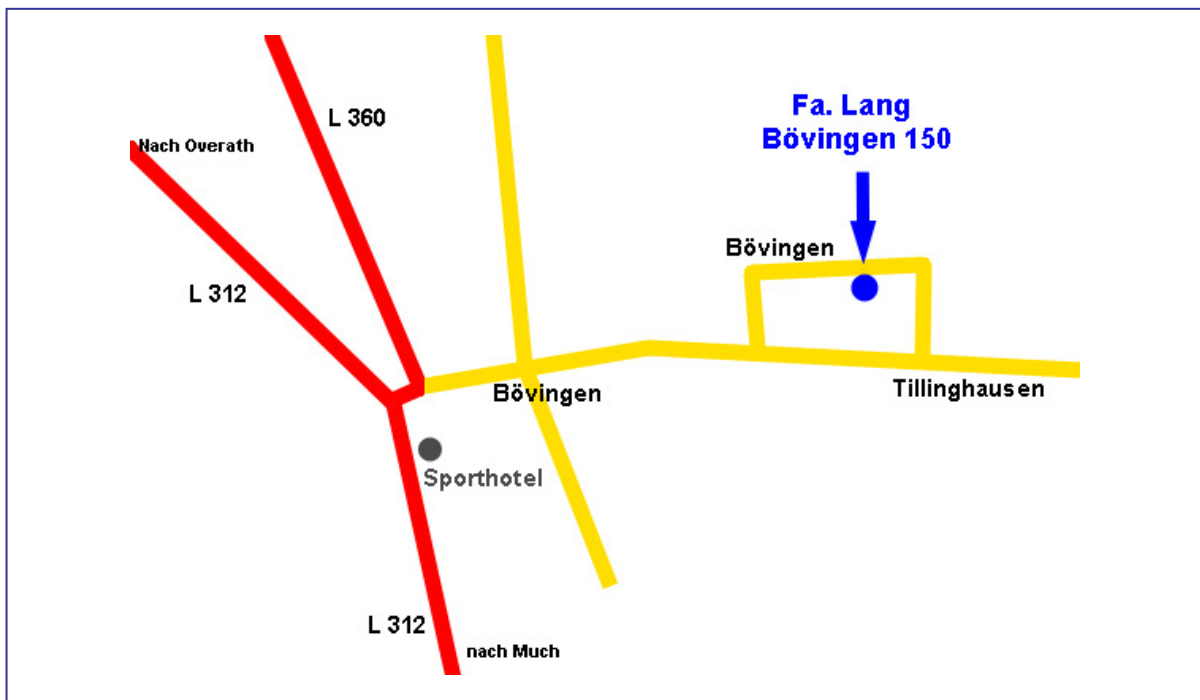 L 360
Fa. Lang
Bövingen 150
Nach Overath
Bövingen
L 312
Bövingen
Tillinghausen
Sporthotel
L 312
nach Much